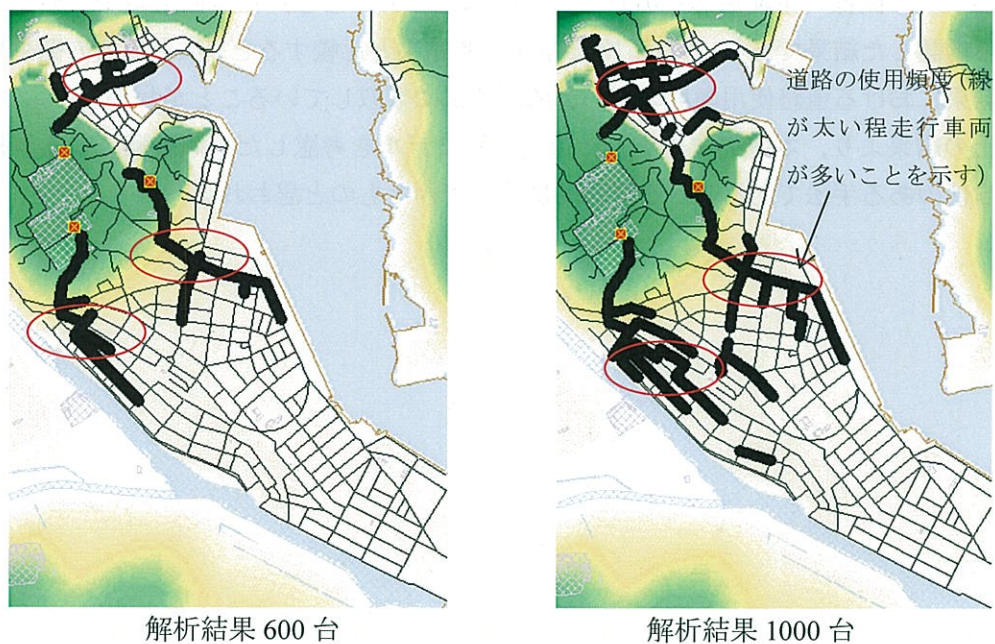 道路の使用頻度(線
が太い程走行車両
が多いことを示す)
解析結果 600 台
解析結果 1000 台